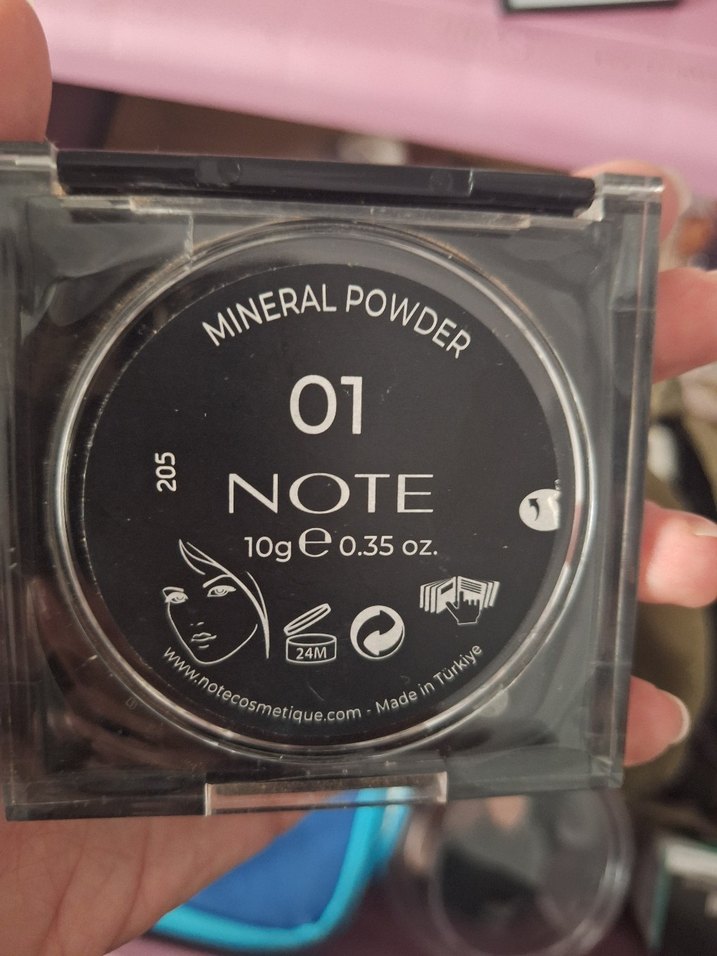 MINERAL POWDER
01
205
NOTE
10g e 0.35 oz.
24M
www.notecosmetique.com - Made in Türkiye